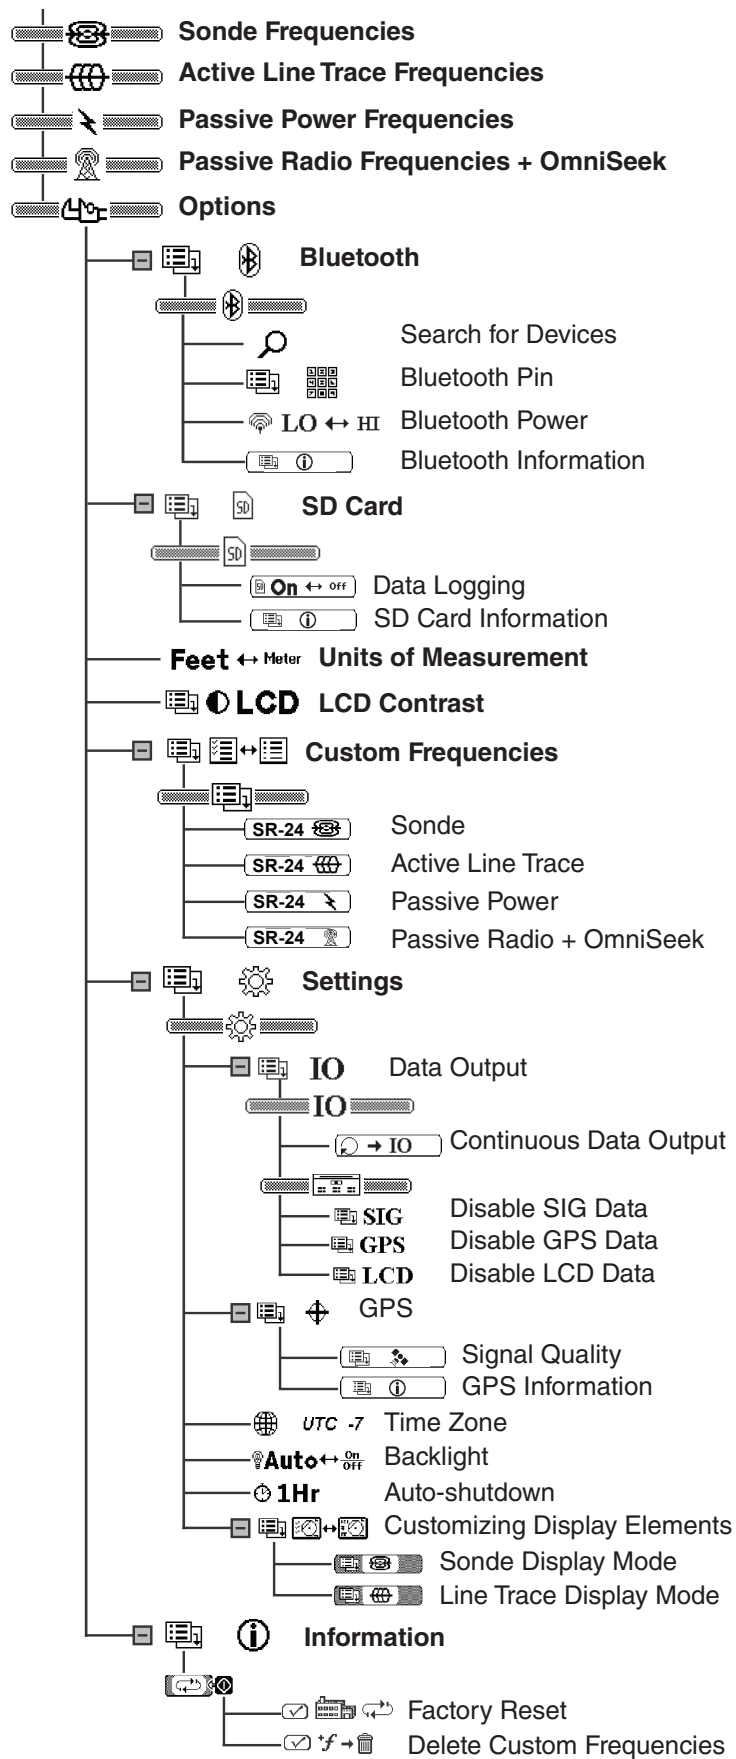 Sonde Frequencies
Active Line Trace Frequencies
Passive Power Frequencies
Passive Radio Frequencies + OmniSeek
Options
Bluetooth
Search for Devices
Bluetooth Pin
LO ↔ HI Bluetooth Power
Bluetooth Information
SD SD Card
SD
SD On ↔ Off Data Logging
SD Card Information
Feet ↔ Meter Units of Measurement
LCD LCD Contrast
Custom Frequencies
SR-24 Sonde
SR-24 Active Line Trace
SR-24 Passive Power
SR-24 Passive Radio + OmniSeek
Settings
IO Data Output
IO
→ IO Continuous Data Output
SIG Disable SIG Data
GPS Disable GPS Data
LCD Disable LCD Data
GPS
Signal Quality
GPS Information
UTC -7 Time Zone
Auto ↔ On Off Backlight
1Hr Auto-shutdown
Customizing Display Elements
Sonde Display Mode
Line Trace Display Mode
Information
Factory Reset
+f → Delete Custom Frequencies